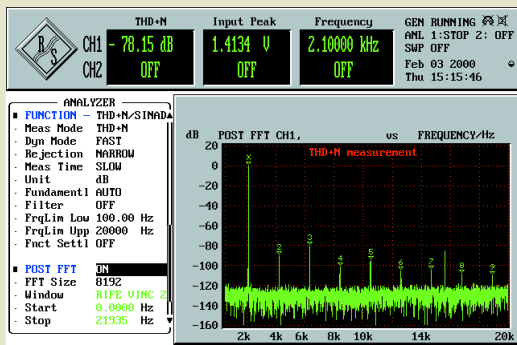 THD+N Input Peak Frequency
R S
CH1 - 78.15 dB 1.4134 V 2.10000 kHz
CH2 OFF OFF OFF
GEN RUNNING
ANL 1:STOP 2: OFF
SWP OFF
Feb 03 2000
Thu 15:15:46
ANALYZER
FUNCTION - THD+N/SINAD
Meas Mode THD+N
Dyn Mode FAST
Rejection NARROW
Meas Time SLOW
Unit dB
Fundamentl AUTO
Filter OFF
FrqLim Low 100.00 Hz
FrqLim Upp 20000 Hz
Fnct Settl OFF
POST FFT ON
FFT Size 8192
Window RIFE VINC 2
Start 0.0000 Hz
Stop 21935 Hz
dB POST FFT CH1, vs FREQUENCY/Hz
THD+N measurement
20
0
-20
-40
-60
-80
-100
-120
-140
-160
X 2 3 4 5 6 7 8 9
2k 4k 6k 8k 10k 14k 20k